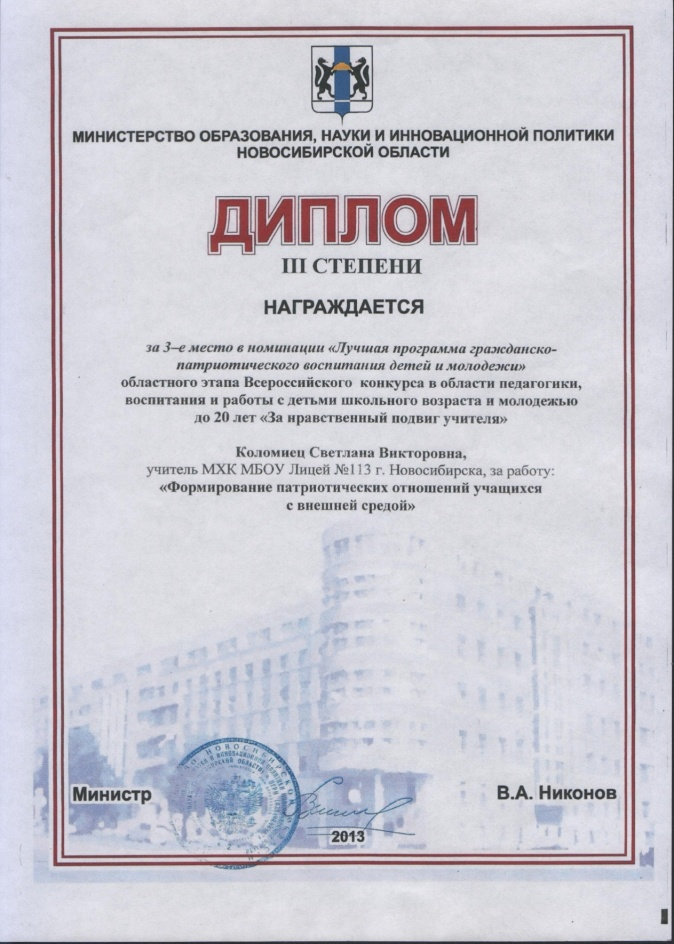 МИНИСТЕРСТВО ОБРАЗОВАНИЯ, НАУКИ И ИННОВАЦИОННОЙ ПОЛИТИКИ
НОВОСИБИРСКОЙ ОБЛАСТИ
ДИПЛОМ
III СТЕПЕНИ
НАГРАЖДАЕТСЯ
за 3–е место в номинации «Лучшая программа гражданско-
патриотического воспитания детей и молодежи»
областного этапа Всероссийского конкурса в области педагогики,
воспитания и работы с детьми школьного возраста и молодежью
до 20 лет «За нравственный подвиг учителя»
Коломиец Светлана Викторовна,
учитель МХК МБОУ Лицей №113 г. Новосибирска, за работу:
«Формирование патриотических отношений учащихся
с внешней средой»
Министр
В.А. Никонов
2013